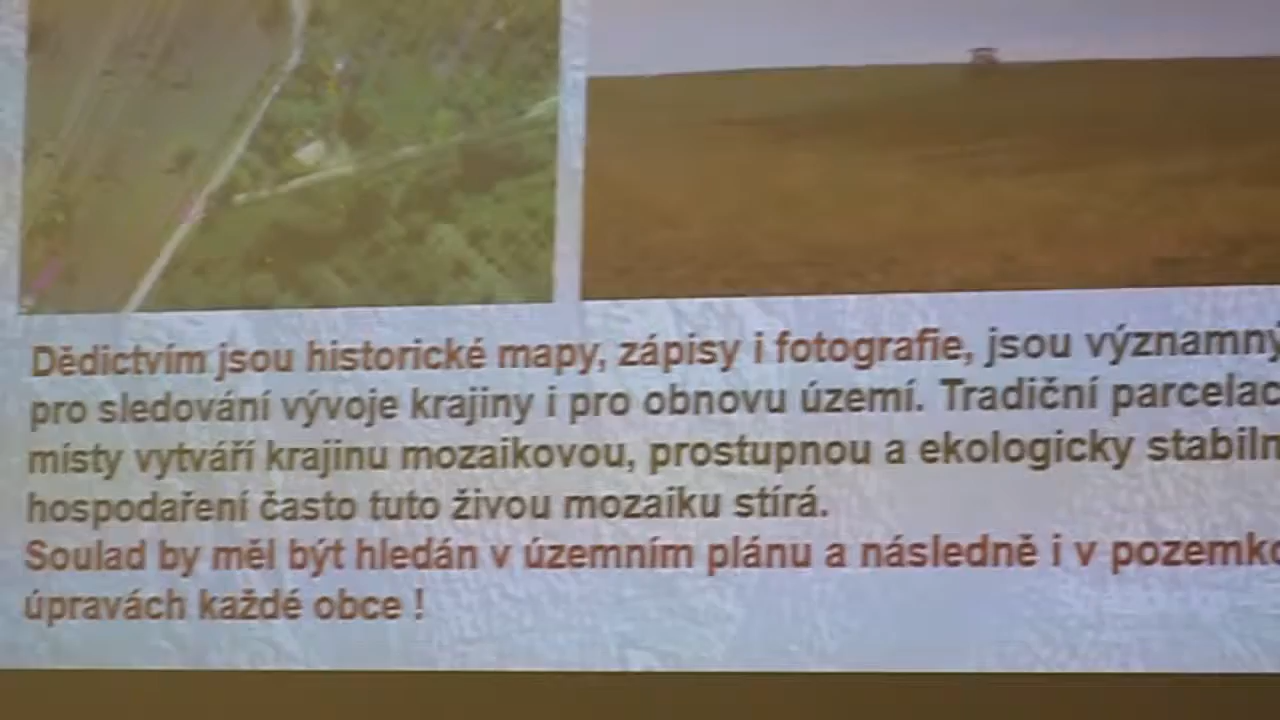 Dědictvím jsou historické mapy, zápisy i fotografie, jsou významny
pro sledování vývoje krajiny i pro obnovu území. Tradiční parcelac
místy vytváří krajinu mozaikovou, prostupnou a ekologicky stabiln
hospodaření často tuto živou mozaiku stírá.
Soulad by měl být hledán v územním plánu a následně i v pozemko
úpravách každé obce !